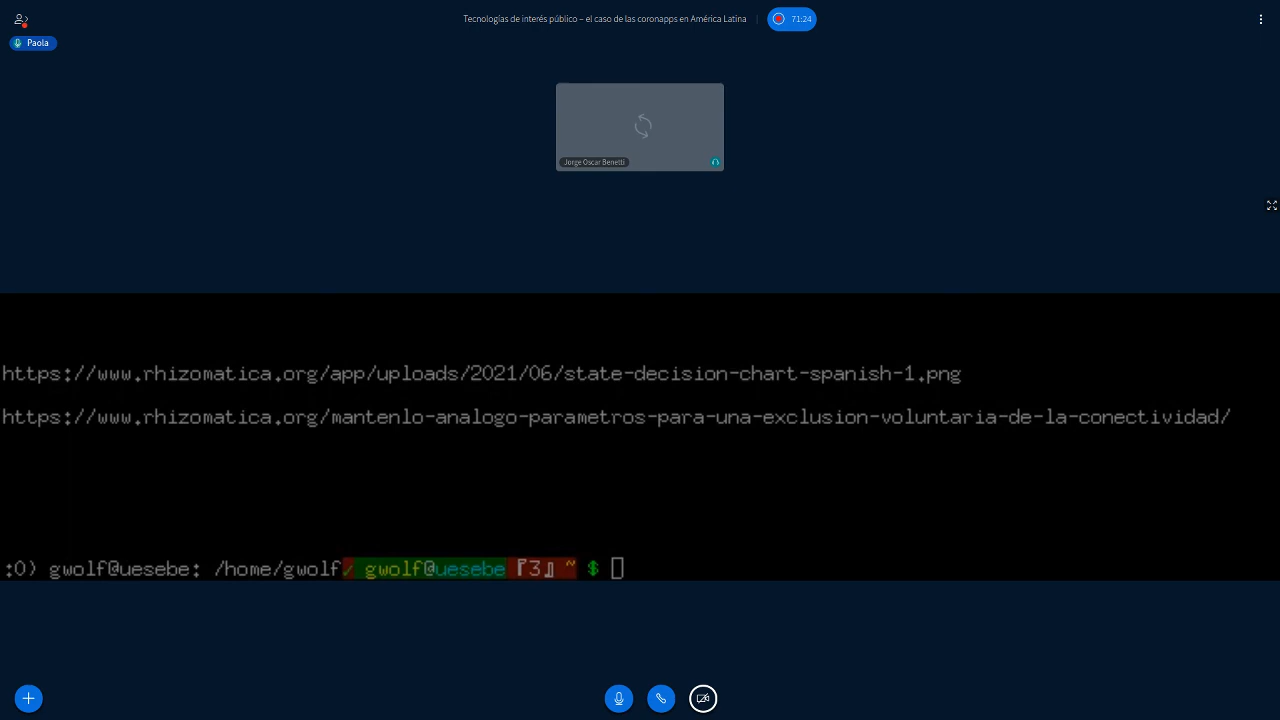 Tecnologías de interés público – el caso de las coronapps en América Latina
71:24
Paola
Jorge Oscar Benetti
https://www.rhizomatica.org/app/uploads/2021/06/state-decision-chart-spanish-1.png
https://www.rhizomatica.org/mantenlo-analogo-parametros-para-una-exclusion-voluntaria-de-la-conectividad/
:O) gwolf@uesebe: /home/gwolf✓ gwolf@uesebe『3』 ~ $